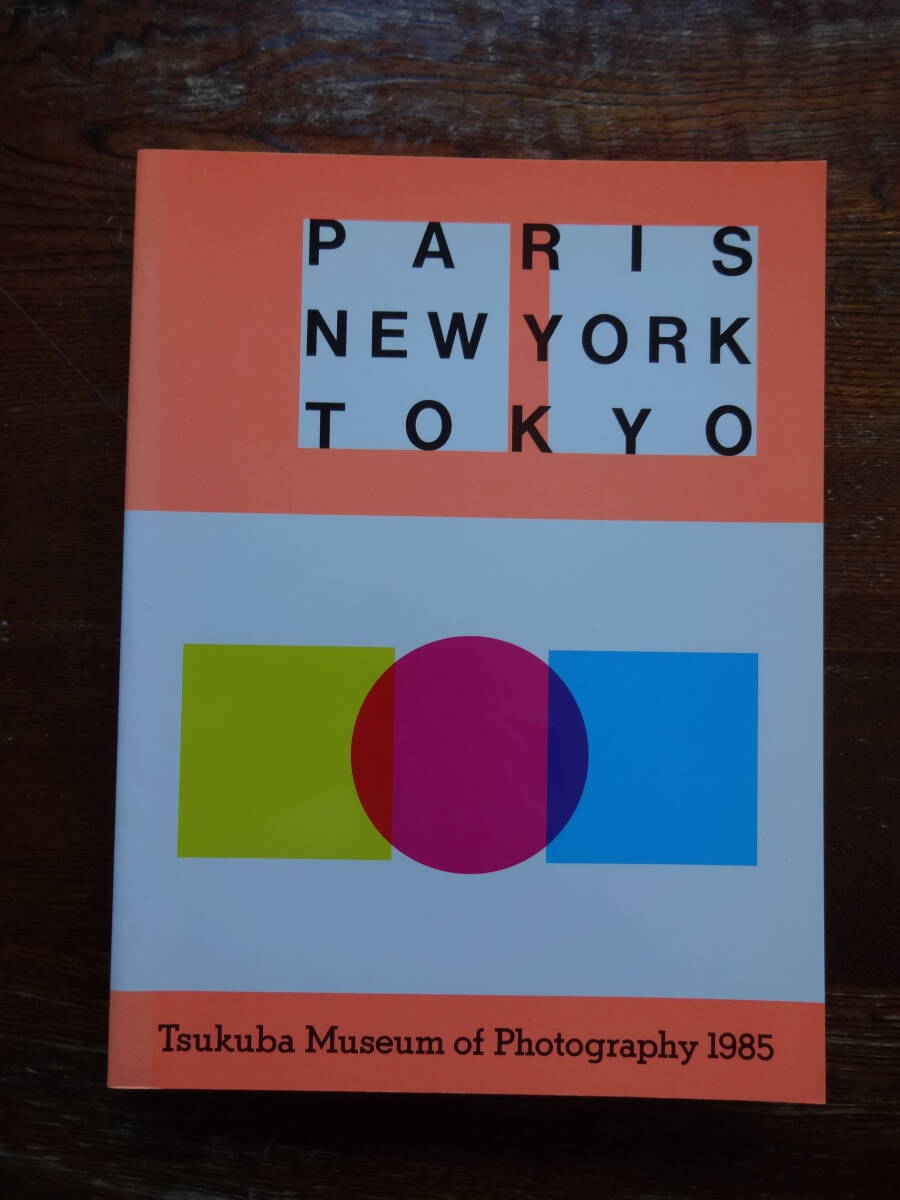 PARIS
NEW YORK
TOKYO
Tsukuba Museum of Photography 1985